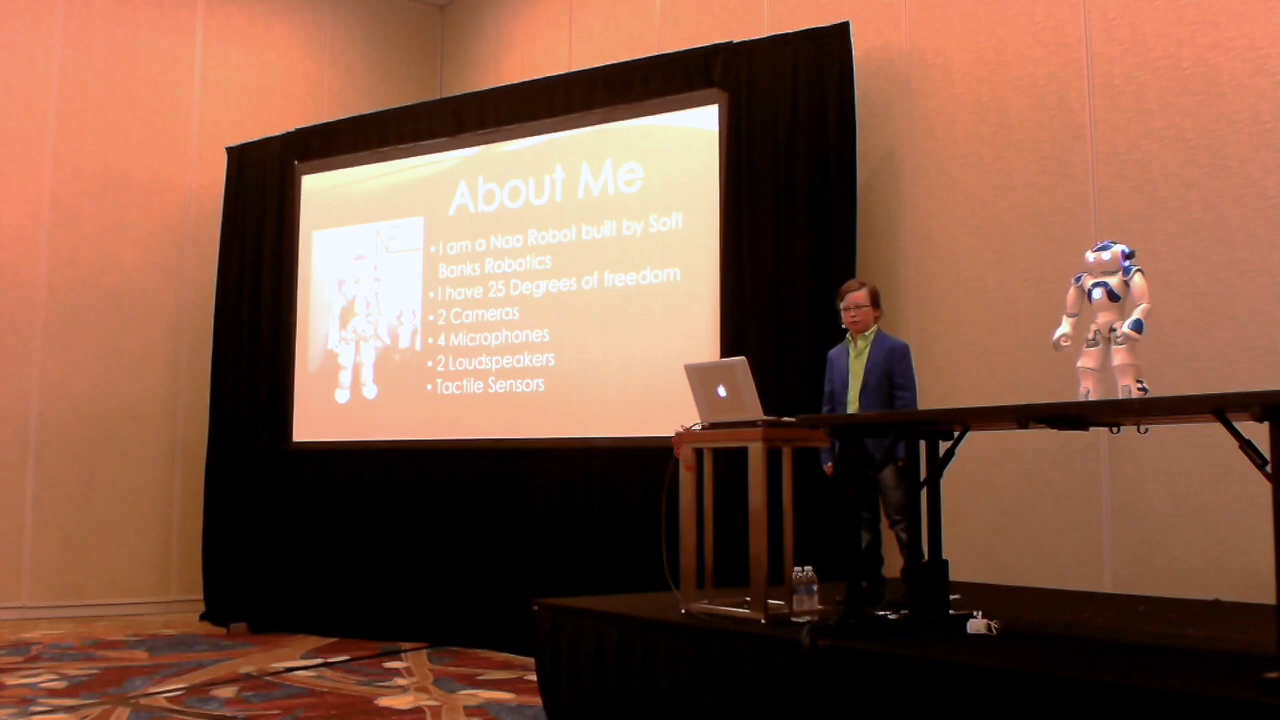 About Me
• I am a Nao Robot built by Soft
Banks Robotics
• I have 25 Degrees of freedom
• 2 Cameras
• 4 Microphones
• 2 Loudspeakers
• Tactile Sensors